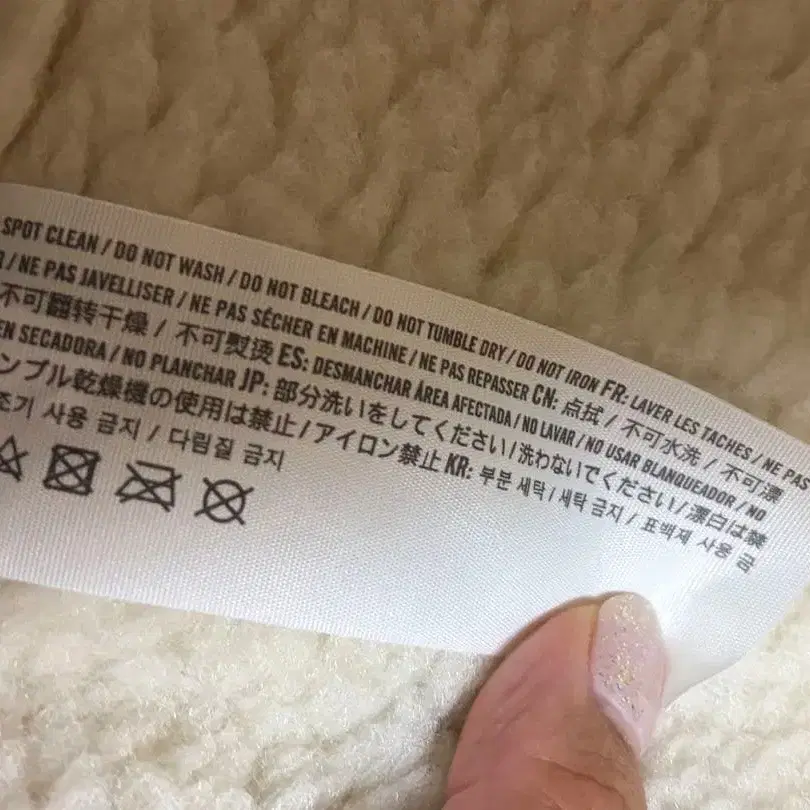 SPOT CLEAN / DO NOT WASH / DO NOT BLEACH / DO NOT TUMBLE DRY / DO NOT IRON FR: LAVER LES TACHES / NE PAS
/ NE PAS JAVELLISER / NE PAS SÉCHER EN MACHINE / NE PAS REPASSER CN: 点拭 / 不可水洗 / 不可漂
不可翻转干燥 / 不可熨烫 ES: DESMANCHAR ÁREA AFECTADA / NO LAVAR / NO USAR BLANQUEADOR / NO
EN SECADORA / NO PLANCHAR JP: 部分洗いをしてください / 洗わないでください / 漂白は禁
ンブル乾燥機の使用は禁止 / アイロン禁止 KR: 부분 세탁 / 세탁 금지 / 표백제 사용 금
조기 사용 금지 / 다림질 금지